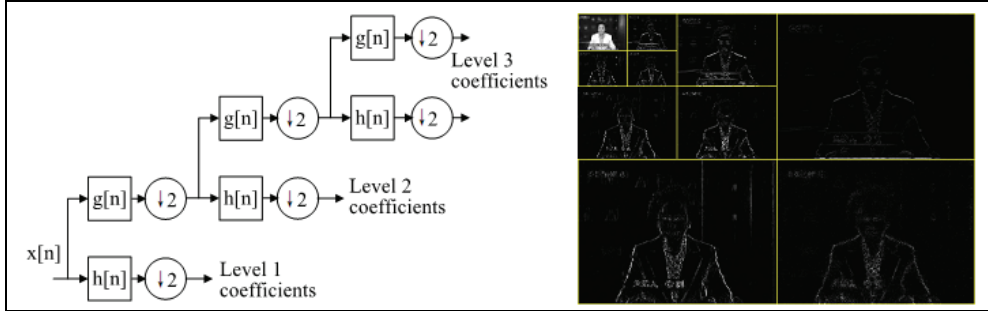 g[n] ↓2
Level 3
coefficients
g[n] ↓2 h[n] ↓2
g[n] ↓2 h[n] ↓2
Level 2
coefficients
x[n]
h[n] ↓2
Level 1
coefficients